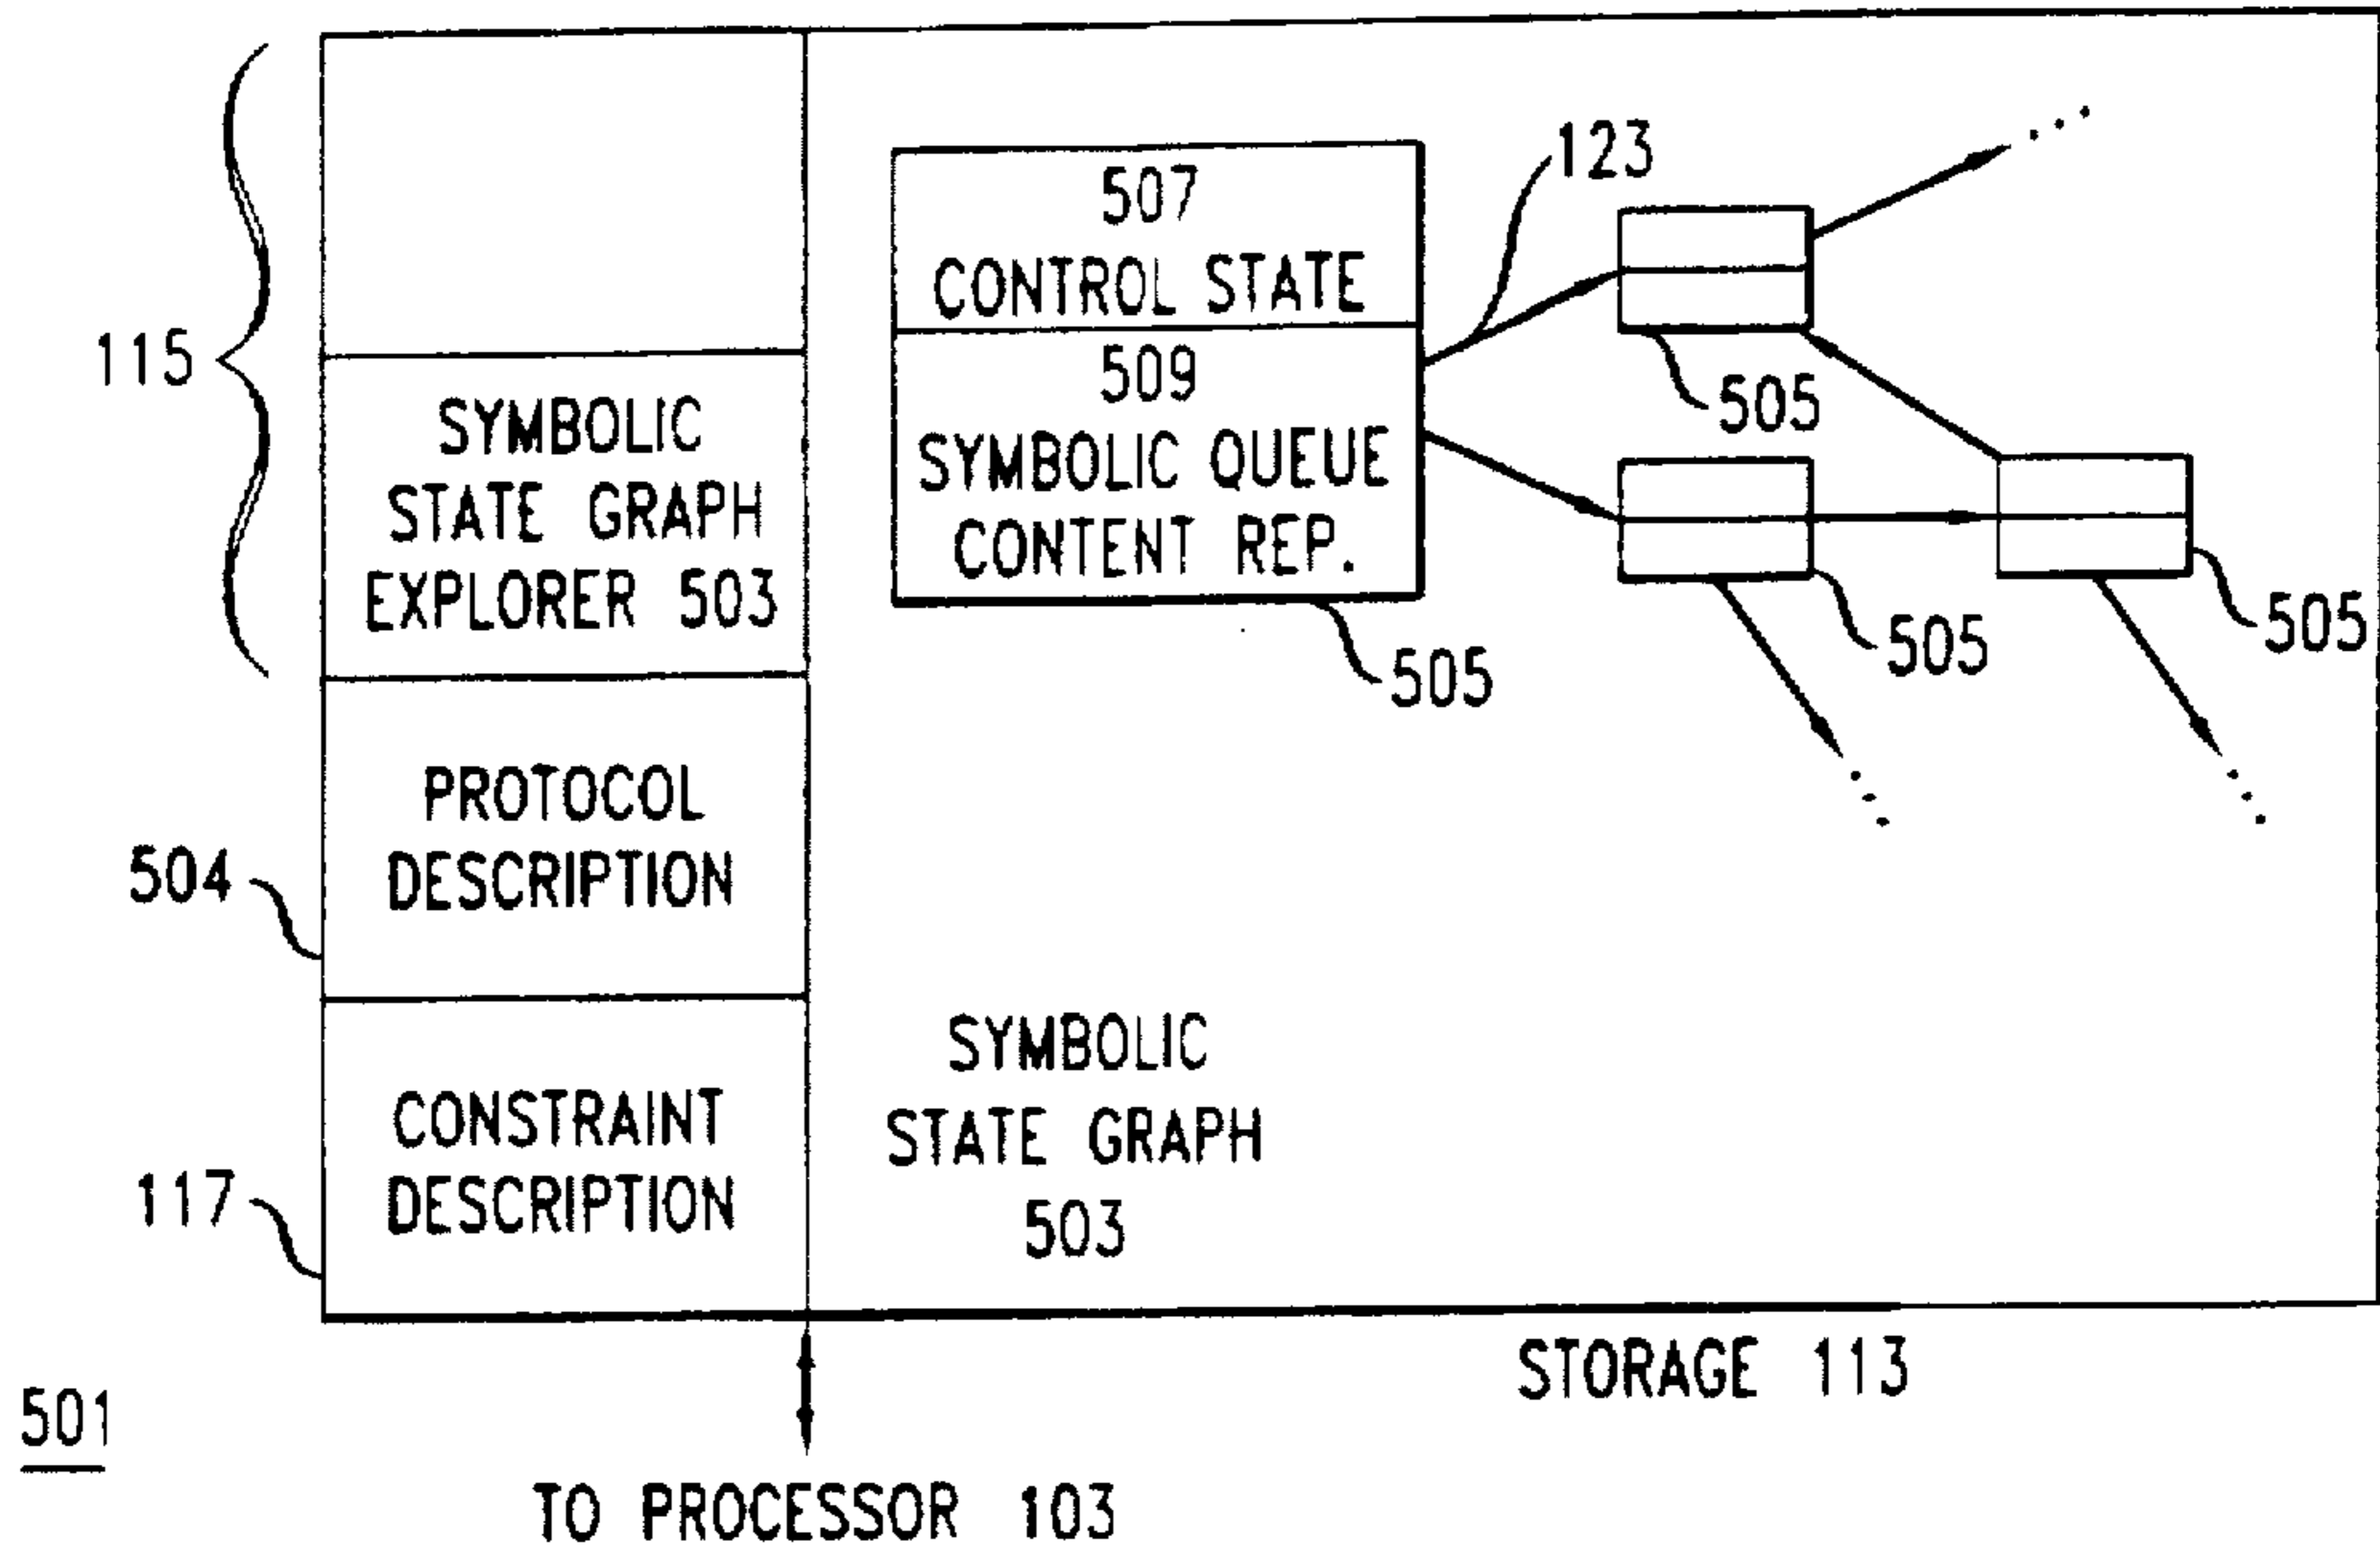 115
SYMBOLIC
STATE GRAPH
EXPLORER 503
504
PROTOCOL
DESCRIPTION
117
CONSTRAINT
DESCRIPTION
507
CONTROL STATE
509
SYMBOLIC QUEUE
CONTENT REP.
505
123
505
505
505
SYMBOLIC
STATE GRAPH
503
STORAGE 113
501
TO PROCESSOR 103